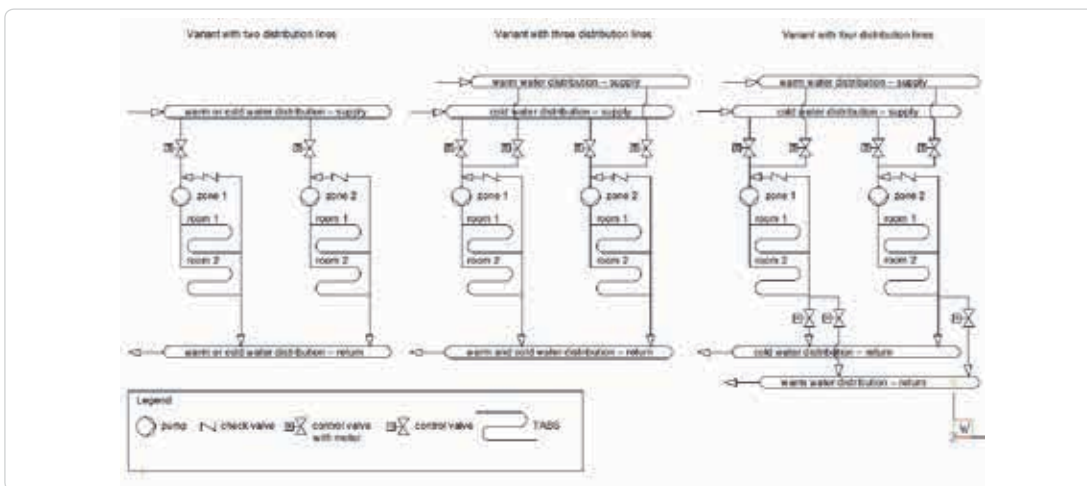 Variant with two distribution lines
Variant with three distribution lines
Variant with four distribution lines
warm water distribution – supply
warm water distribution – supply
warm or cold water distribution – supply
cold water distribution – supply
cold water distribution – supply
zone 1
zone 2
zone 1
zone 2
zone 1
zone 2
room 1
room 1
room 1
room 1
room 1
room 1
room 2
room 2
room 2
room 2
room 2
room 2
warm or cold water distribution – return
warm and cold water distribution – return
cold water distribution – return
warm water distribution – return
Legend
pump
check valve
control valve
with motor
control valve
TABS
W